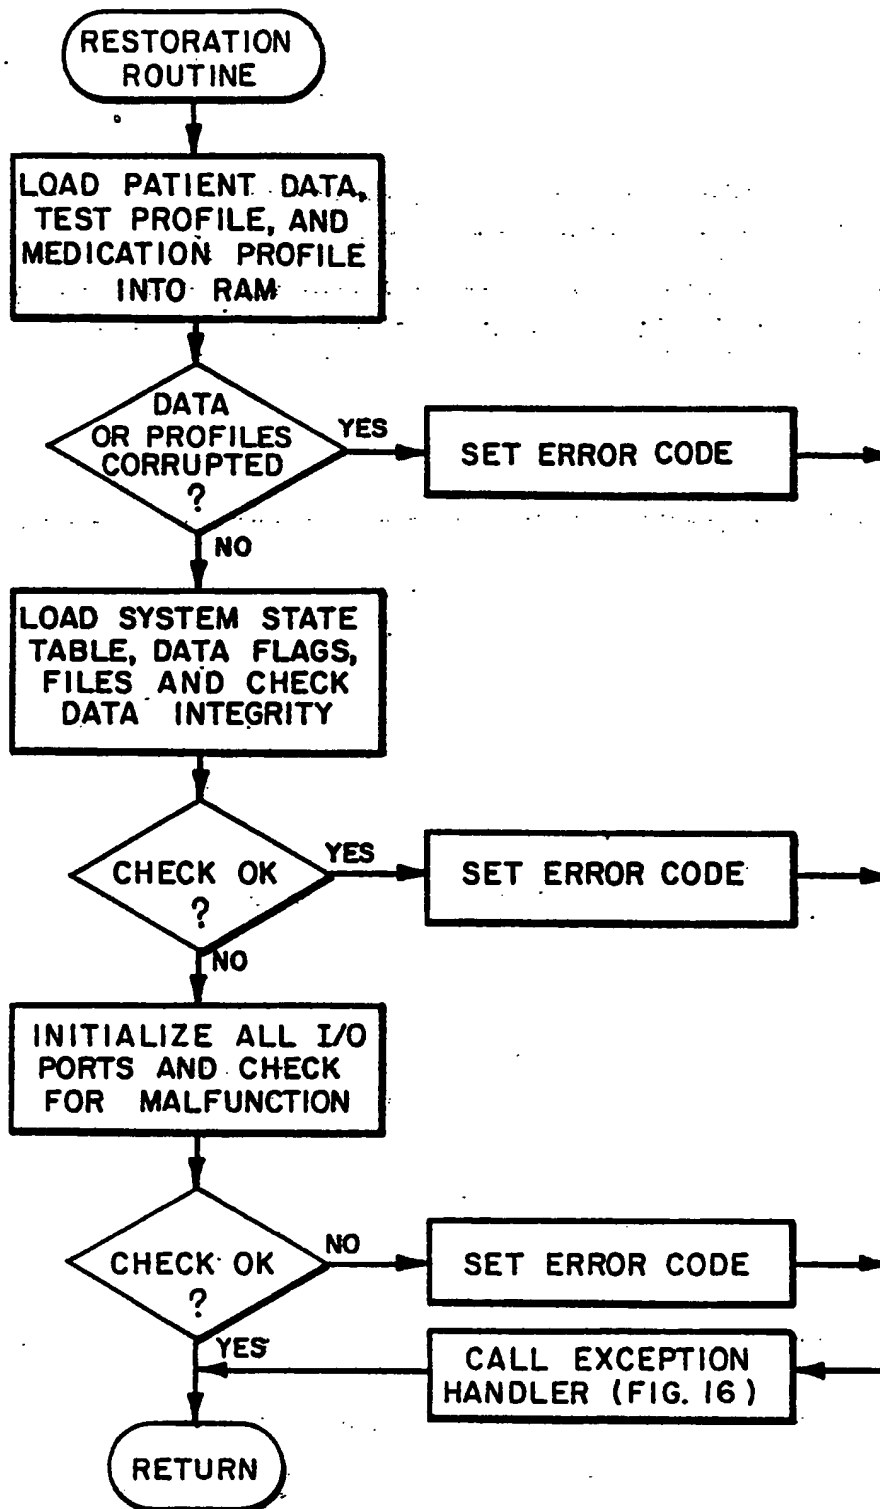 RESTORATION
ROUTINE
LOAD PATIENT DATA,
TEST PROFILE, AND
MEDICATION PROFILE
INTO RAM
DATA
OR PROFILES
CORRUPTED
?
YES
SET ERROR CODE
NO
LOAD SYSTEM STATE
TABLE, DATA FLAGS,
FILES AND CHECK
DATA INTEGRITY
CHECK OK
?
YES
SET ERROR CODE
NO
INITIALIZE ALL I/O
PORTS AND CHECK
FOR MALFUNCTION
CHECK OK
?
NO
SET ERROR CODE
YES
CALL EXCEPTION
HANDLER (FIG. 16)
RETURN